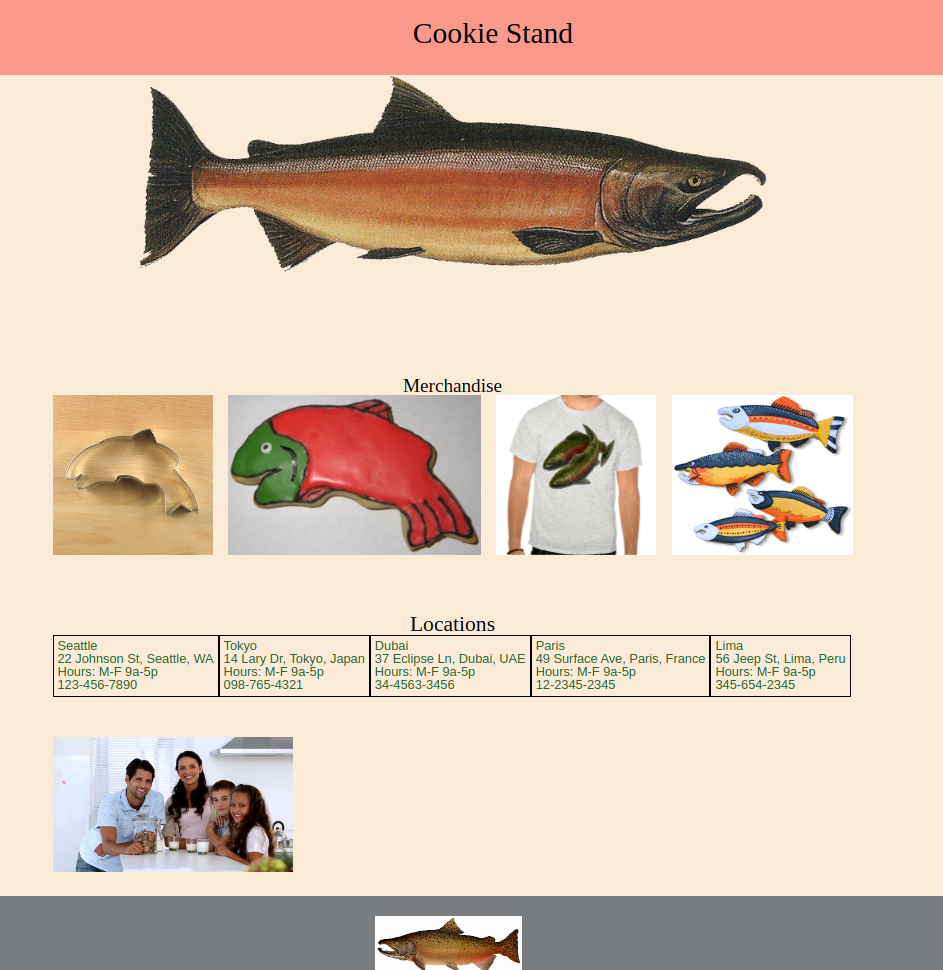 Cookie Stand
Merchandise
Locations
Seattle
22 Johnson St, Seattle, WA
Hours: M-F 9a-5p
123-456-7890
Tokyo
14 Lary Dr, Tokyo, Japan
Hours: M-F 9a-5p
098-765-4321
Dubai
37 Eclipse Ln, Dubai, UAE
Hours: M-F 9a-5p
34-4563-3456
Paris
49 Surface Ave, Paris, France
Hours: M-F 9a-5p
12-2345-2345
Lima
56 Jeep St, Lima, Peru
Hours: M-F 9a-5p
345-654-2345